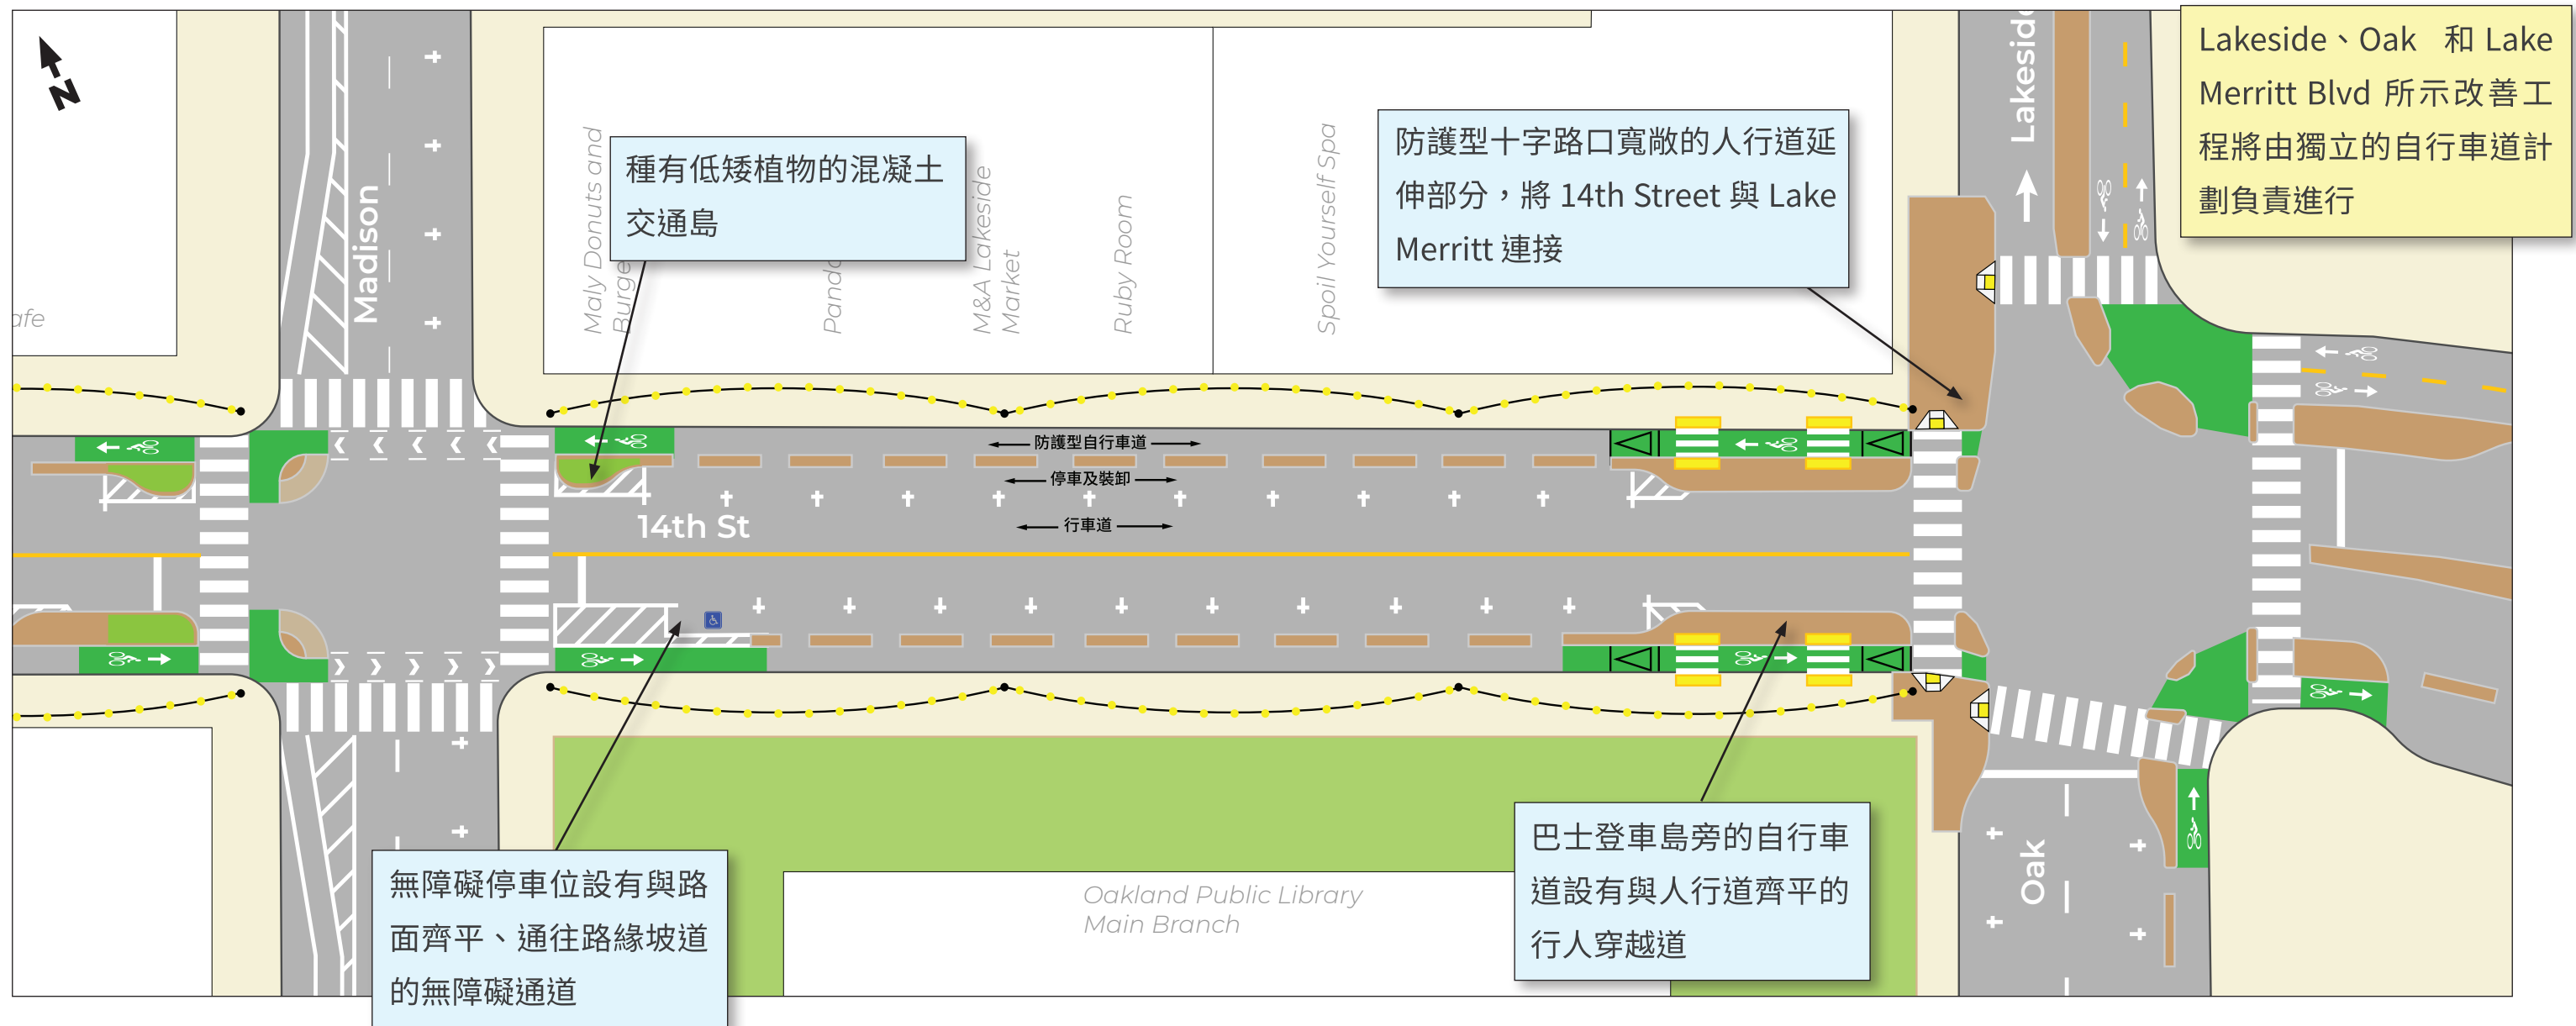 Lakeside、Oak 和 Lake
Merritt Blvd 所示改善工
程將由獨立的自行車道計
劃負責進行
Lakeside
防護型十字路口寬敞的人行道延
伸部分，將 14th Street 與 Lake
Merritt 連接
種有低矮植物的混凝土
交通島
N
Madison
Maly Donuts and
M&A Lakeside
Market
Ruby Room
Spoil Yourself Spa
防護型自行車道
停車及裝卸
行車道
14th St
無障礙停車位設有與路
面齊平、通往路緣坡道
的無障礙通道
Oakland Public Library
Main Branch
巴士登車島旁的自行車
道設有與人行道齊平的
行人穿越道
Oak